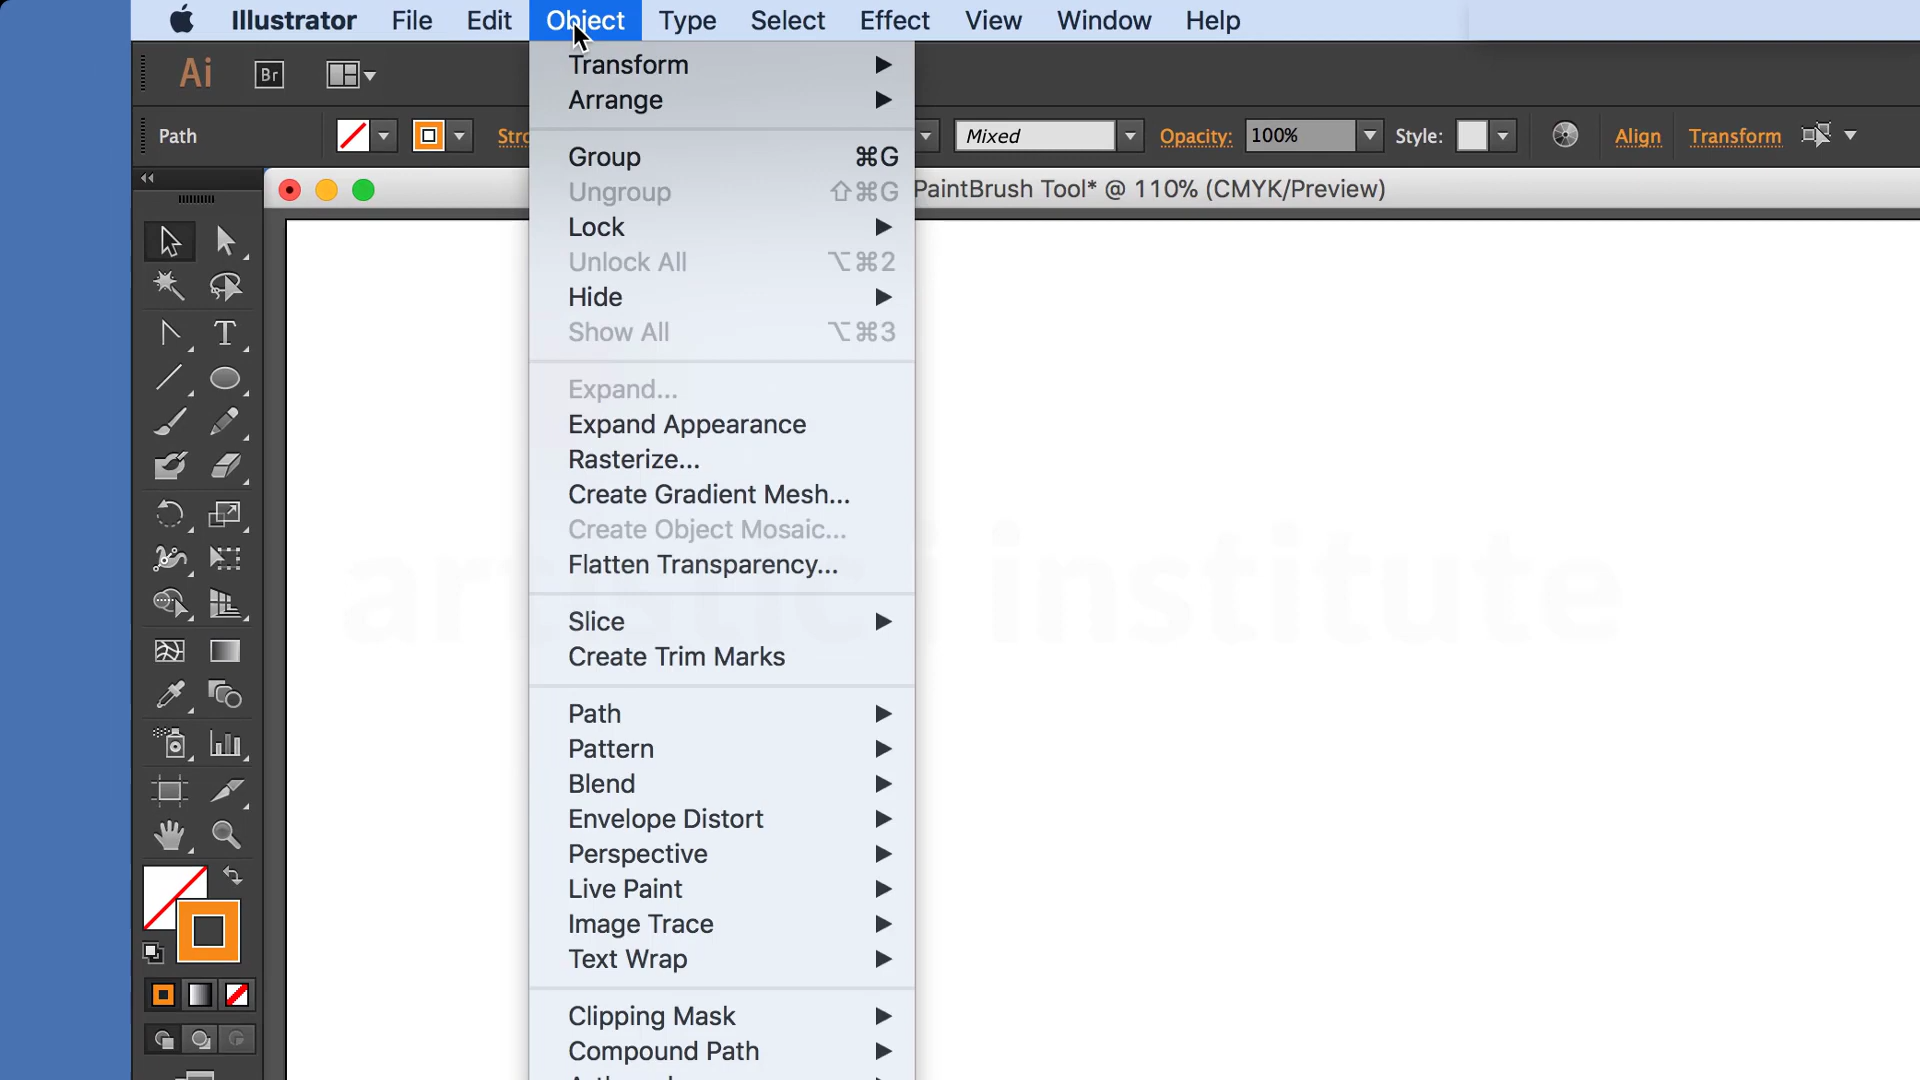 Illustrator File Edit Object Type Select Effect View Window Help
Ai Br
Path Stro Mixed Opacity: 100% Style: Align Transform
PaintBrush Tool* @ 110% (CMYK/Preview)
Transform
Arrange
Group ⌘G
Ungroup ⇧⌘G
Lock
Unlock All ⌥⌘2
Hide
Show All ⌥⌘3
Expand...
Expand Appearance
Rasterize...
Create Gradient Mesh...
Create Object Mosaic...
Flatten Transparency...
Slice
Create Trim Marks
Path
Pattern
Blend
Envelope Distort
Perspective
Live Paint
Image Trace
Text Wrap
Clipping Mask
Compound Path
institute